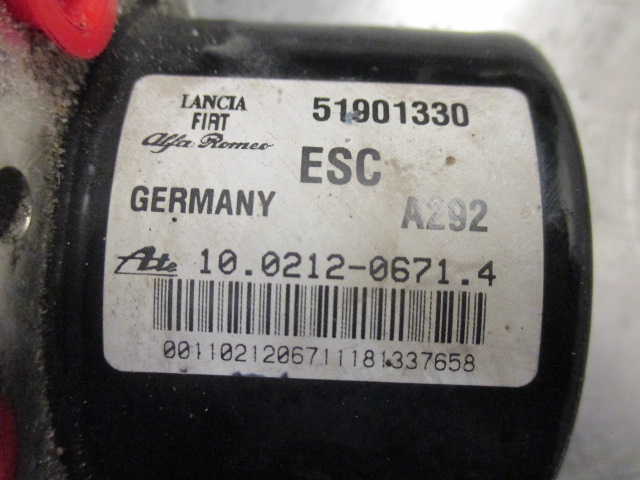 LANCIA 51901330
FIAT
Alfa Romeo ESC
GERMANY A292
Ate 10.0212-0671.4
00110212067111181337658